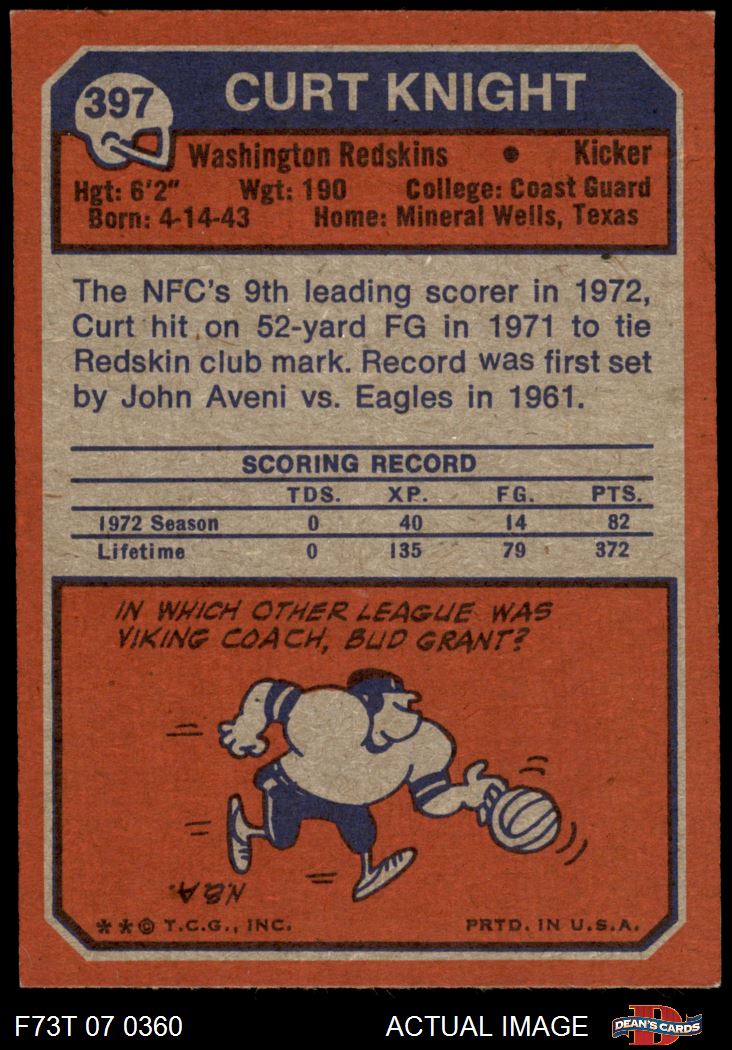 397
CURT KNIGHT
Washington Redskins • Kicker
Hgt: 6'2" Wgt: 190 College: Coast Guard
Born: 4-14-43 Home: Mineral Wells, Texas
The NFC's 9th leading scorer in 1972,
Curt hit on 52-yard FG in 1971 to tie
Redskin club mark. Record was first set
by John Aveni vs. Eagles in 1961.
SCORING RECORD
TDS. XP. FG. PTS.
1972 Season 0 40 14 82
Lifetime 0 135 79 372
IN WHICH OTHER LEAGUE WAS
VIKING COACH, BUD GRANT?
N.B.A.
**© T.C.G., INC. PRTD. IN U.S.A.
F73T 07 0360 ACTUAL IMAGE
D
DEAN'S CARDS